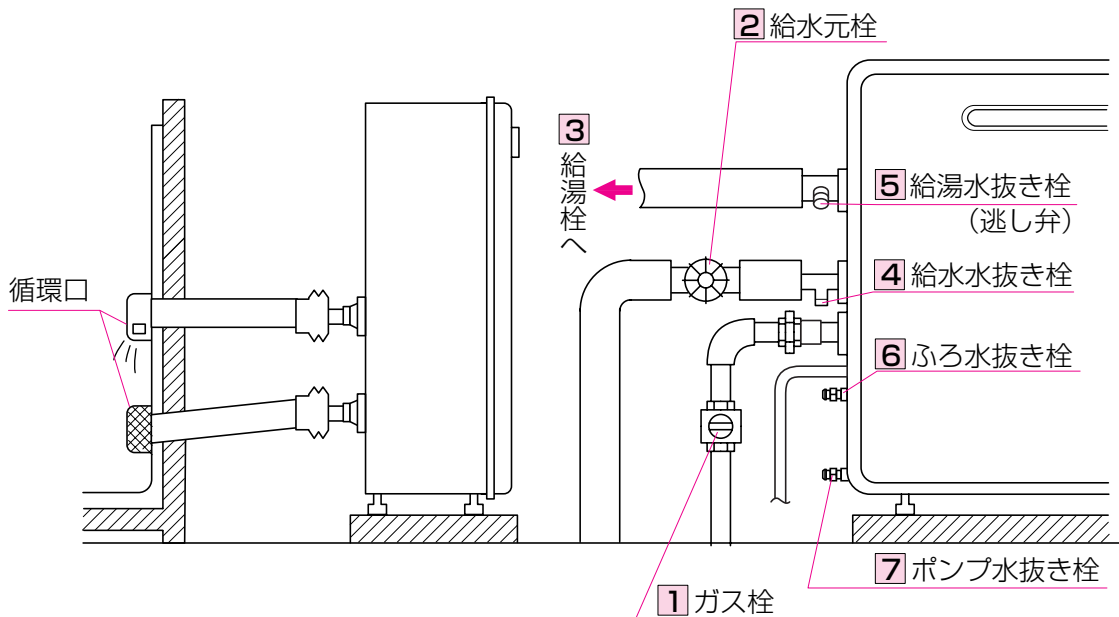 2 給水元栓
3 給湯栓へ
5 給湯水抜き栓
(逃し弁)
4 給水水抜き栓
循環口
6 ふろ水抜き栓
7 ポンプ水抜き栓
1 ガス栓